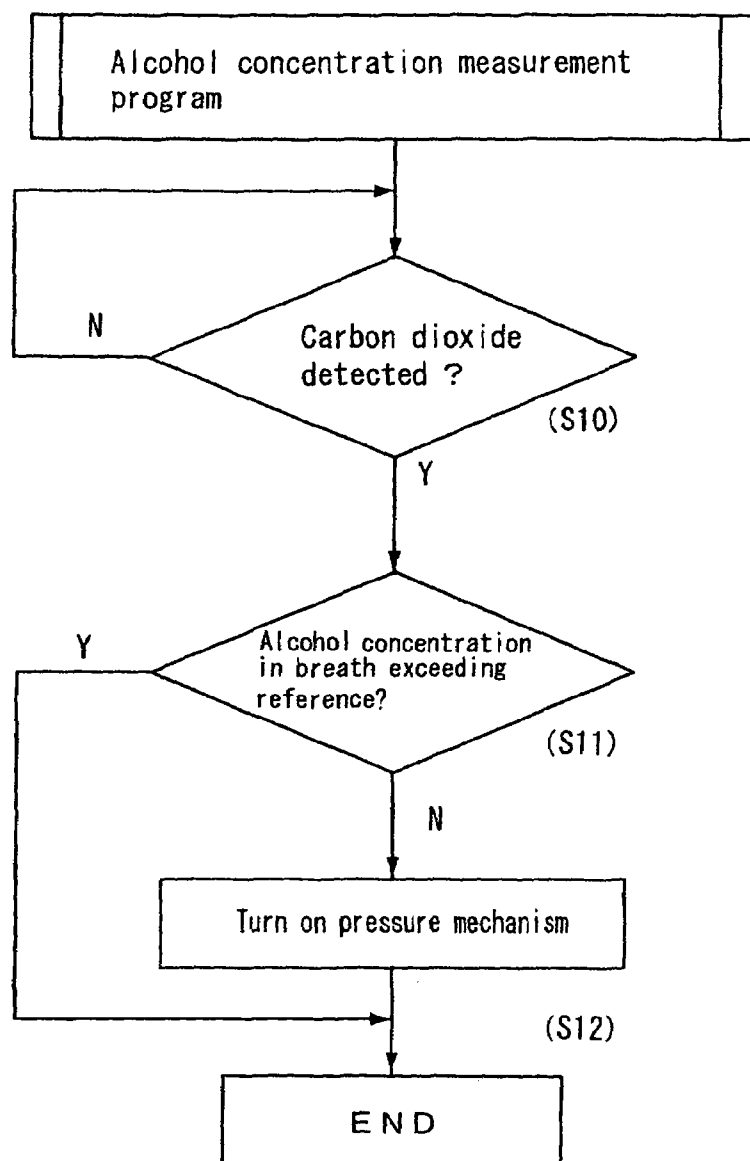 Alcohol concentration measurement
program
N
Carbon dioxide
detected ?
(S10)
Y
Y
Alcohol concentration
in breath exceeding
reference?
(S11)
N
Turn on pressure mechanism
(S12)
END